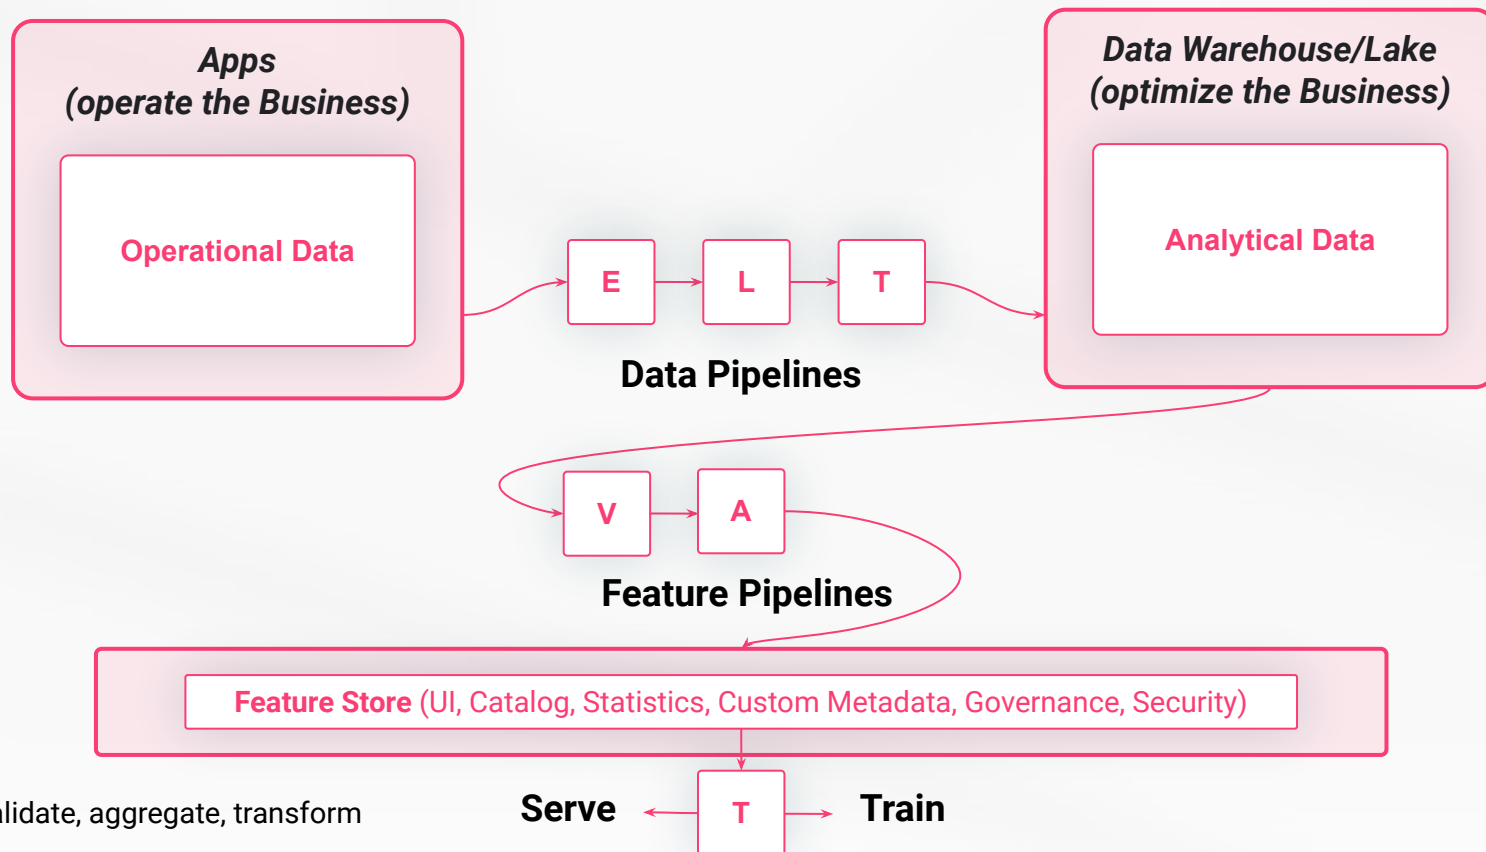 Apps
(operate the Business)
Operational Data
Data Warehouse/Lake
(optimize the Business)
Analytical Data
E
L
T
Data Pipelines
V
A
Feature Pipelines
Feature Store (UI, Catalog, Statistics, Custom Metadata, Governance, Security)
aggregate, transform
Serve
T
Train